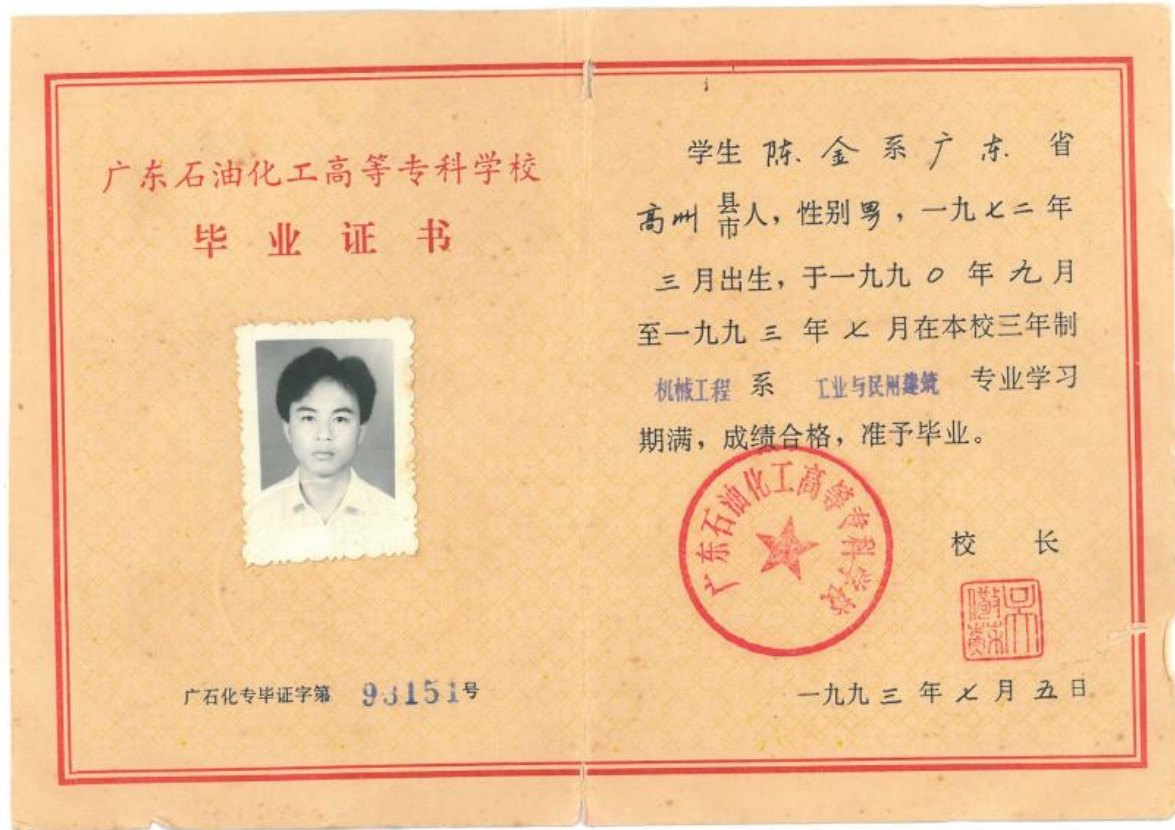 广东石油化工高等专科学校
毕业证书
广石化专毕证字第 93151号
学生 陈金 系广东省
高州 县市人，性别男，一九七二年
三月出生，于一九九〇年九月
至一九九三年七月在本校三年制
机械工程 系 工业与民用建筑 专业学习
期满，成绩合格，准予毕业。
广东石油化工高等专科学校
校 长
一九九三年七月五日